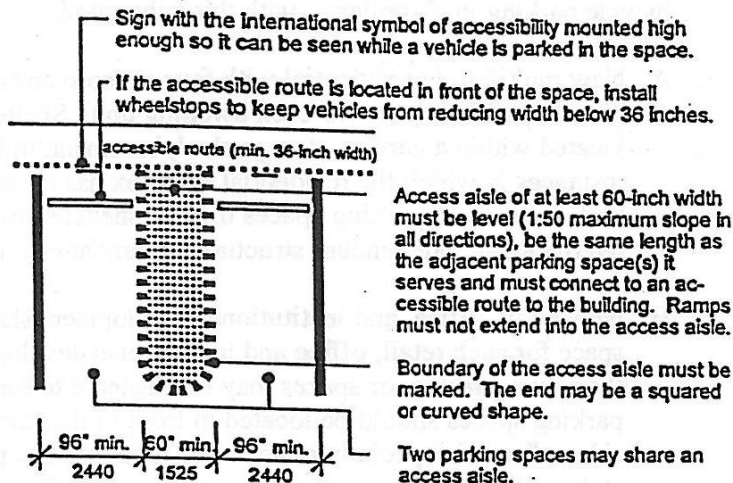 Sign with the international symbol of accessibility mounted high
enough so it can be seen while a vehicle is parked in the space.
If the accessible route is located in front of the space, install
wheelstops to keep vehicles from reducing width below 36 inches.
accessible route (min. 36-inch width)
Access aisle of at least 60-inch width
must be level (1:50 maximum slope in
all directions), be the same length as
the adjacent parking space(s) it
serves and must connect to an ac-
cessible route to the building. Ramps
must not extend into the access aisle.
Boundary of the access aisle must be
marked. The end may be a squared
or curved shape.
Two parking spaces may share an
access aisle.
96" min. 60" min 96" min.
2440 1525 2440